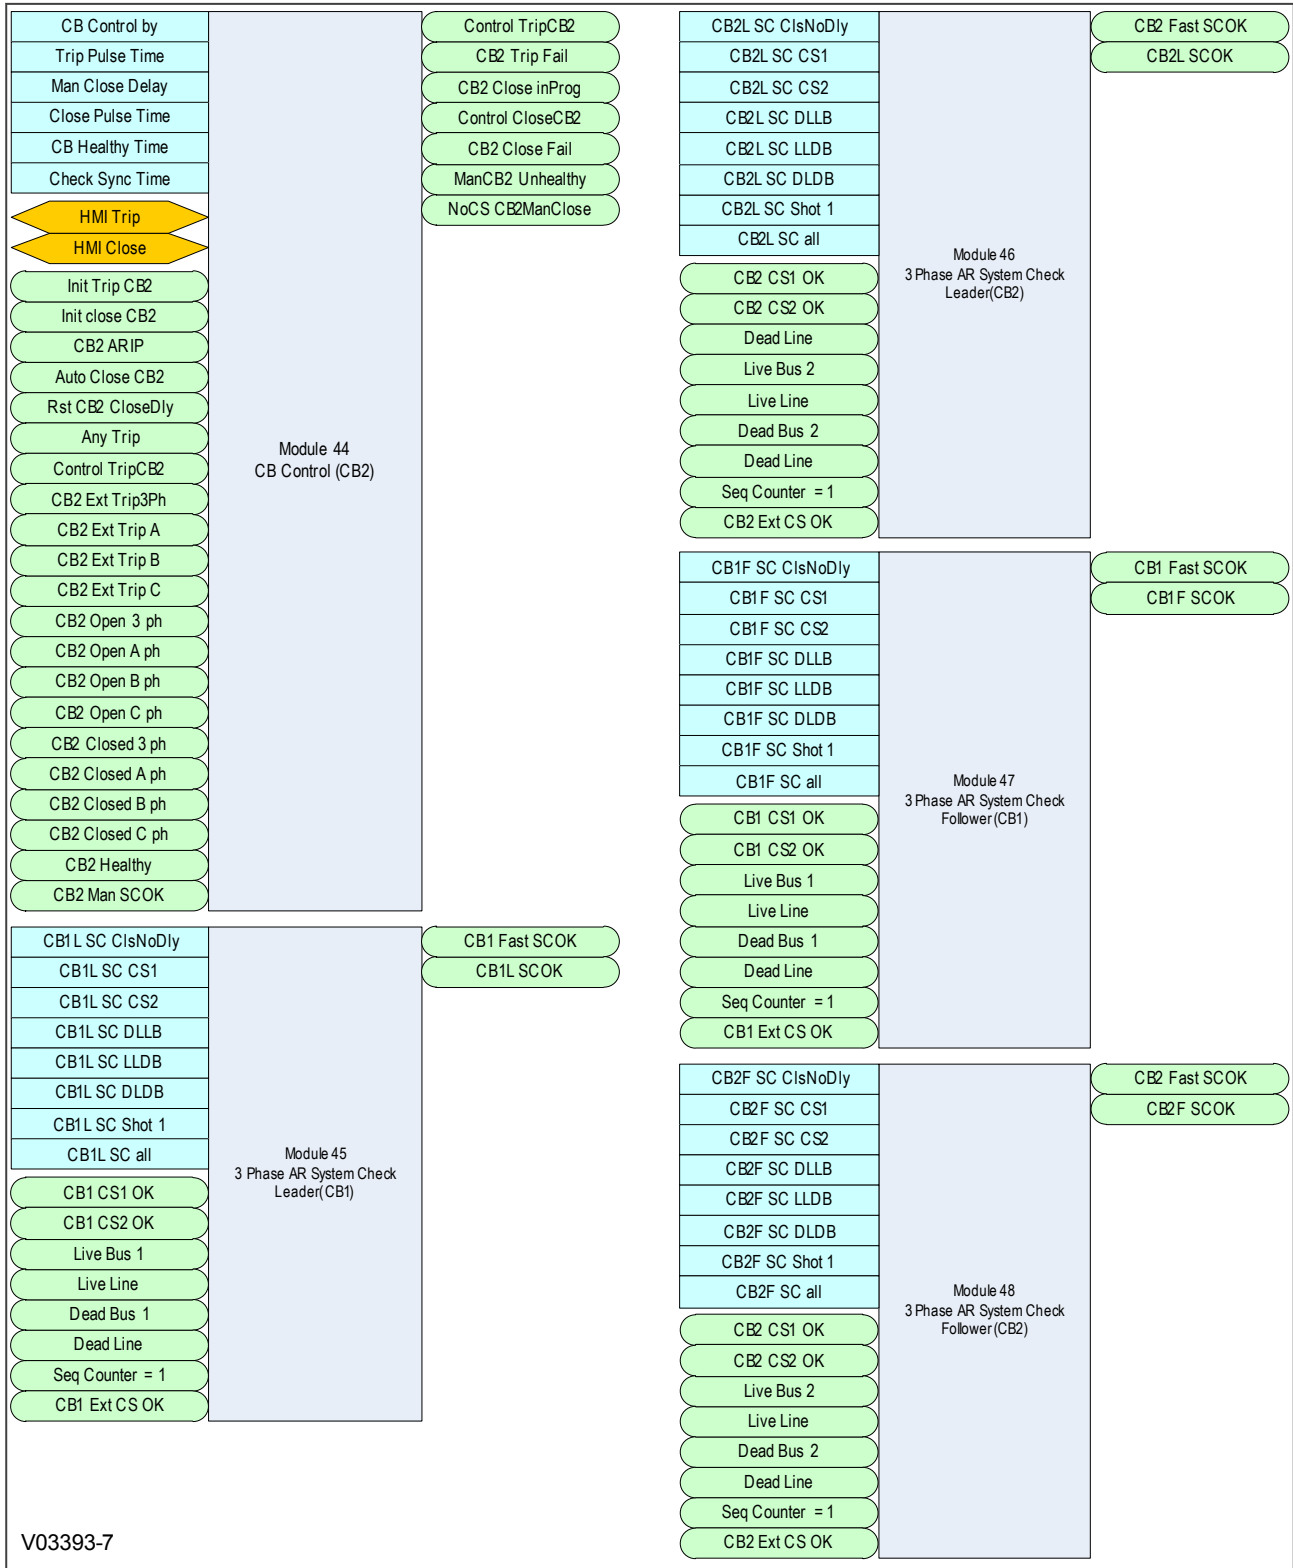 CB Control by
Trip Pulse Time
Man Close Delay
Close Pulse Time
CB Healthy Time
Check Sync Time
HMI Trip
HMI Close
Init Trip CB2
Init close CB2
CB2 ARIP
Auto Close CB2
Rst CB2 CloseDly
Any Trip
Control TripCB2
CB2 Ext Trip3Ph
CB2 Ext Trip A
CB2 Ext Trip B
CB2 Ext Trip C
CB2 Open 3 ph
CB2 Open A ph
CB2 Open B ph
CB2 Open C ph
CB2 Closed 3 ph
CB2 Closed A ph
CB2 Closed B ph
CB2 Closed C ph
CB2 Healthy
CB2 Man SCOK
Module 44
CB Control (CB2)
Control TripCB2
CB2 Trip Fail
CB2 Close inProg
Control CloseCB2
CB2 Close Fail
ManCB2 Unhealthy
NoCS CB2ManClose
CB1L SC ClsNoDly
CB1L SC CS1
CB1L SC CS2
CB1L SC DLLB
CB1L SC LLDB
CB1L SC DLDB
CB1L SC Shot 1
CB1L SC all
CB1 CS1 OK
CB1 CS2 OK
Live Bus 1
Live Line
Dead Bus 1
Dead Line
Seq Counter = 1
CB1 Ext CS OK
Module 45
3 Phase AR System Check
Leader(CB1)
CB1 Fast SCOK
CB1L SCOK
CB2L SC ClsNoDly
CB2L SC CS1
CB2L SC CS2
CB2L SC DLLB
CB2L SC LLDB
CB2L SC DLDB
CB2L SC Shot 1
CB2L SC all
CB2 CS1 OK
CB2 CS2 OK
Dead Line
Live Bus 2
Live Line
Dead Bus 2
Dead Line
Seq Counter = 1
CB2 Ext CS OK
Module 46
3 Phase AR System Check
Leader(CB2)
CB2 Fast SCOK
CB2L SCOK
CB1F SC ClsNoDly
CB1F SC CS1
CB1F SC CS2
CB1F SC DLLB
CB1F SC LLDB
CB1F SC DLDB
CB1F SC Shot 1
CB1F SC all
CB1 CS1 OK
CB1 CS2 OK
Live Bus 1
Live Line
Dead Bus 1
Dead Line
Seq Counter = 1
CB1 Ext CS OK
Module 47
3 Phase AR System Check
Follower (CB1)
CB1 Fast SCOK
CB1F SCOK
CB2F SC ClsNoDly
CB2F SC CS1
CB2F SC CS2
CB2F SC DLLB
CB2F SC LLDB
CB2F SC DLDB
CB2F SC Shot 1
CB2F SC all
CB2 CS1 OK
CB2 CS2 OK
Live Bus 2
Live Line
Dead Bus 2
Dead Line
Seq Counter = 1
CB2 Ext CS OK
Module 48
3 Phase AR System Check
Follower (CB2)
CB2 Fast SCOK
CB2F SCOK
V03393-7